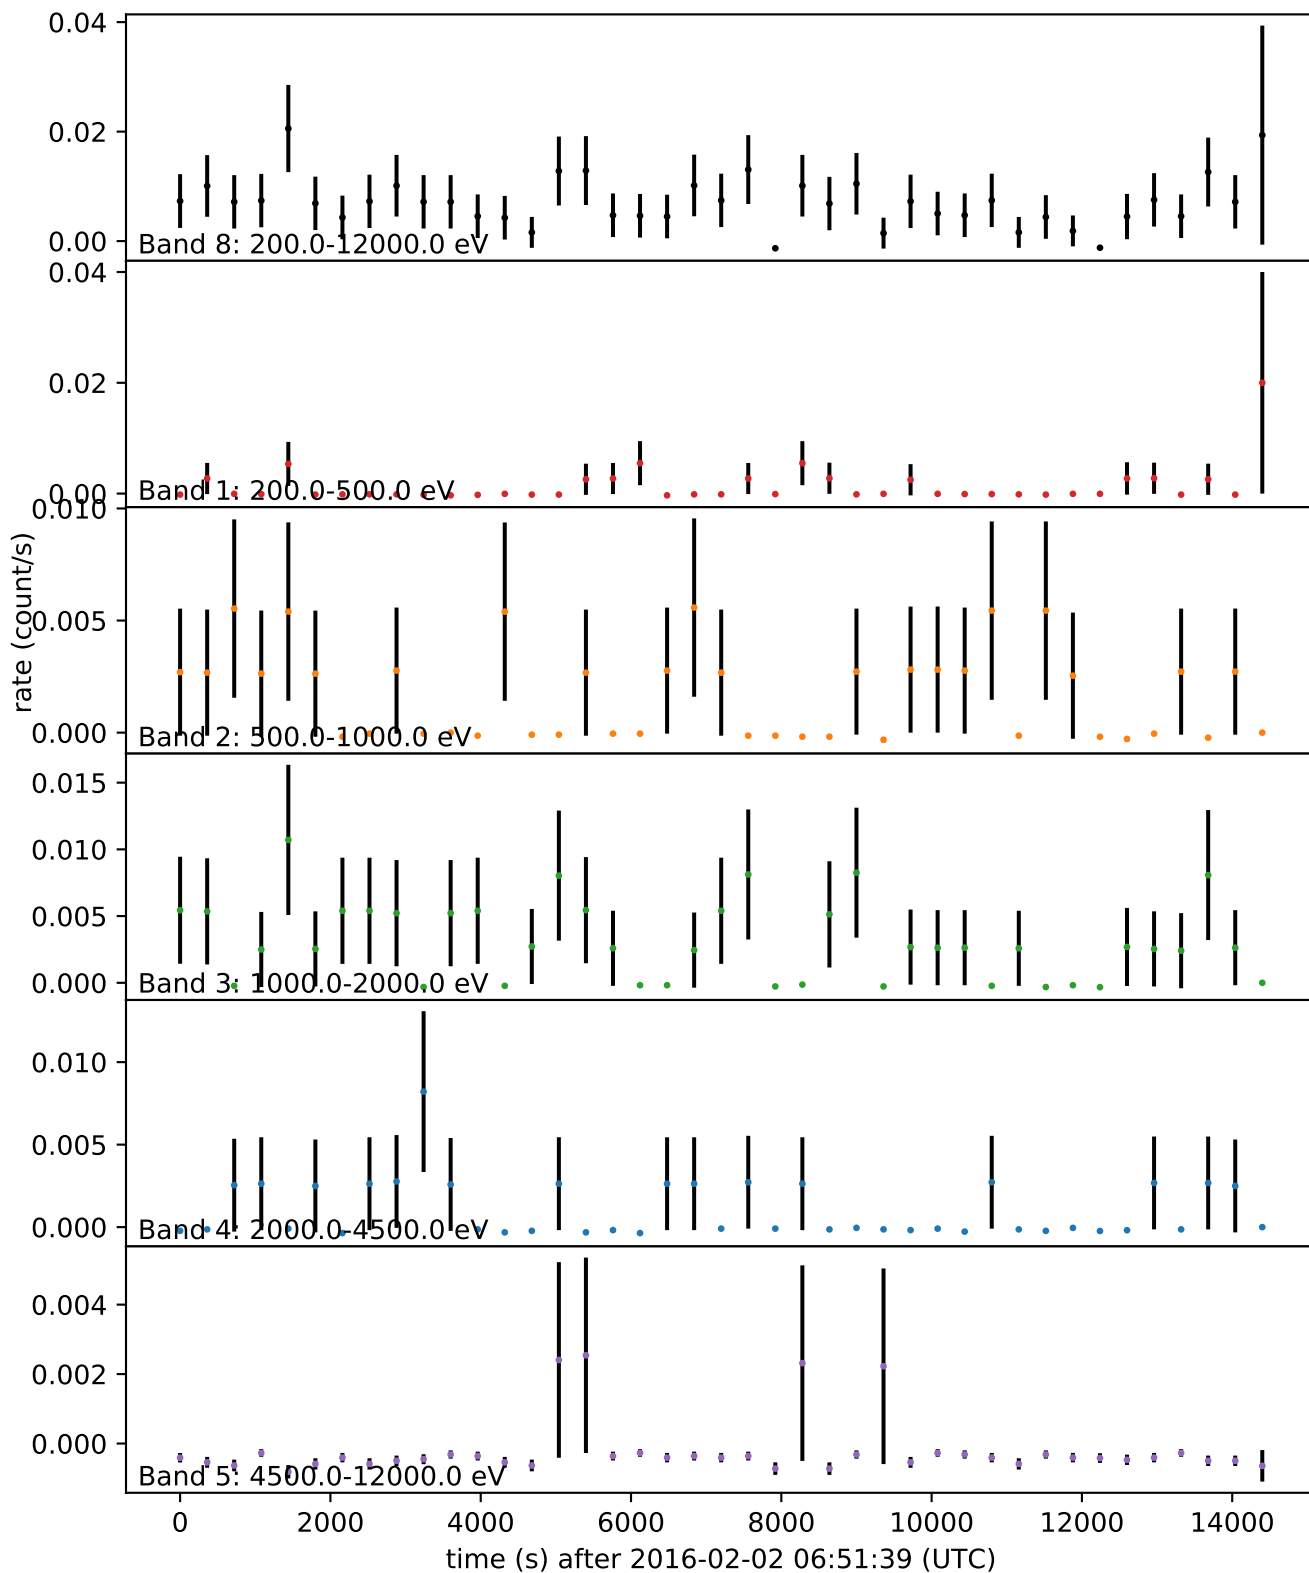 0.04
0.02
0.00
Band 8: 200.0-12000.0 eV
0.04
0.02
0.00
Band 1: 200.0-500.0 eV
0.010
0.005
0.000
Band 2: 500.0-1000.0 eV
rate (count/s)
0.015
0.010
0.005
0.000
Band 3: 1000.0-2000.0 eV
0.010
0.005
0.000
Band 4: 2000.0-4500.0 eV
0.004
0.002
0.000
Band 5: 4500.0-12000.0 eV
0 2000 4000 6000 8000 10000 12000 14000
time (s) after 2016-02-02 06:51:39 (UTC)